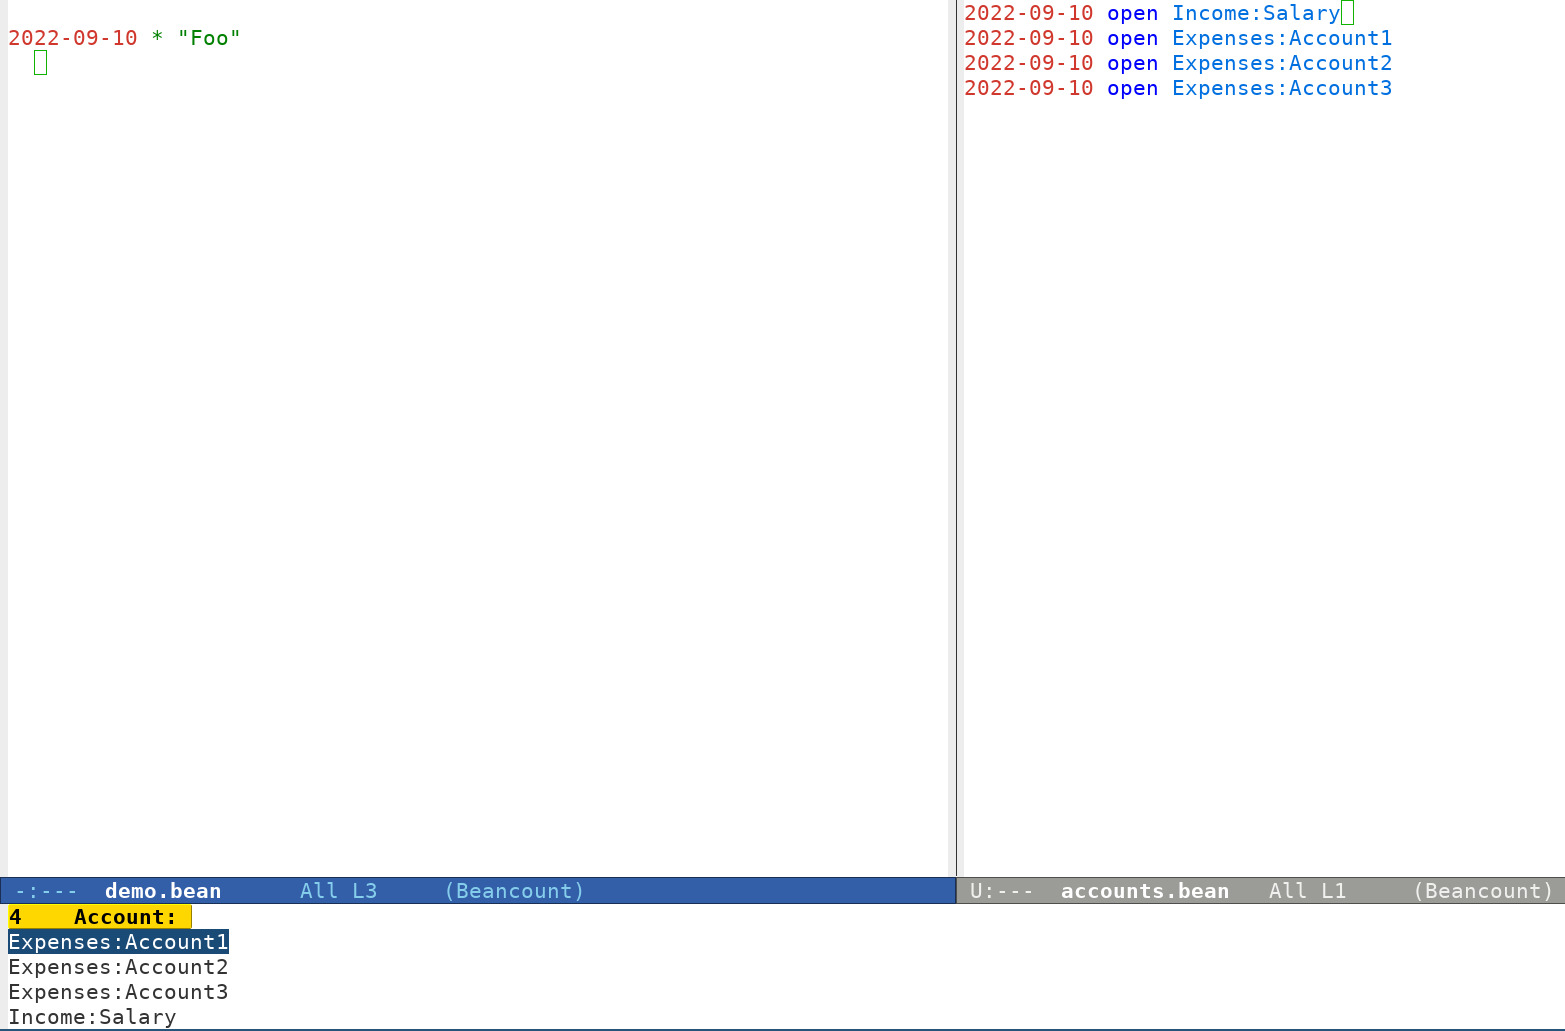 2022-09-10 * "Foo"
2022-09-10 open Income:Salary
2022-09-10 open Expenses:Account1
2022-09-10 open Expenses:Account2
2022-09-10 open Expenses:Account3
-:---  demo.bean      All L3     (Beancount)
U:---  accounts.bean   All L1     (Beancount)
4    Account:
Expenses:Account1
Expenses:Account2
Expenses:Account3
Income:Salary